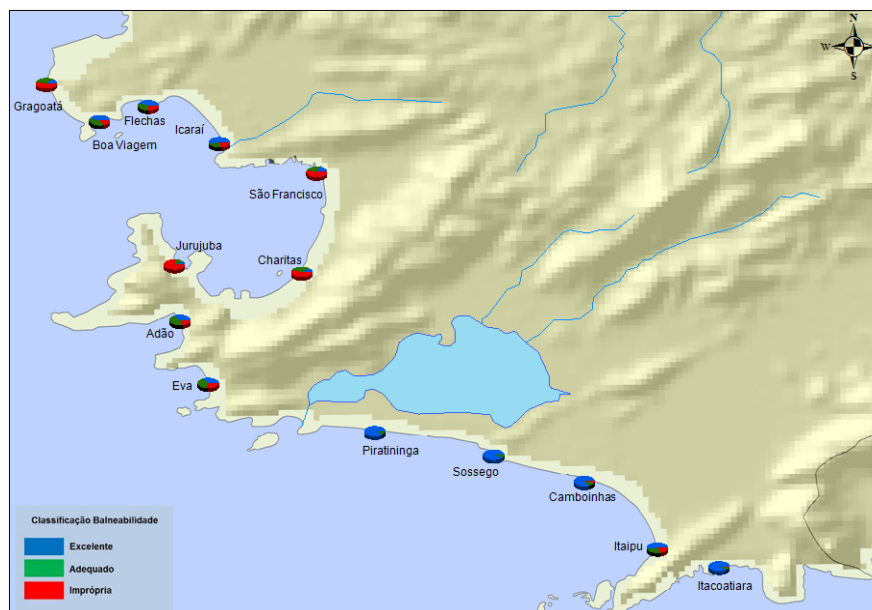 N
W
S
Gragoatá
Flechas
Boa Viagem
Icaraí
São Francisco
Jurujuba
Charitas
Adão
Eva
Piratininga
Sossego
Camboinhas
Itaipu
Itacoatiara
Classificação Balneabilidade
Excelente
Adequado
Imprópria